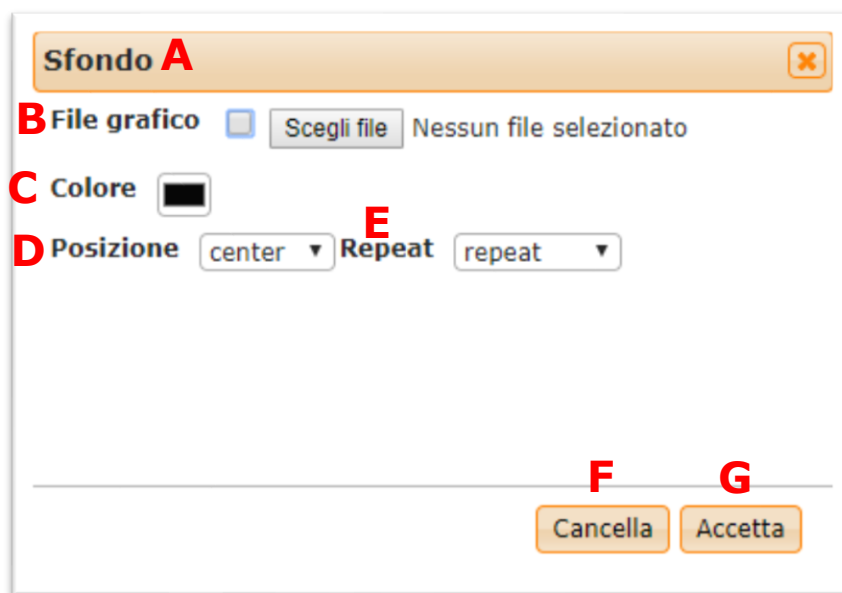 Sfondo A
B File grafico Scegli file Nessun file selezionato
C Colore
E
D Posizione center Repeat repeat
F G
Cancella Accetta